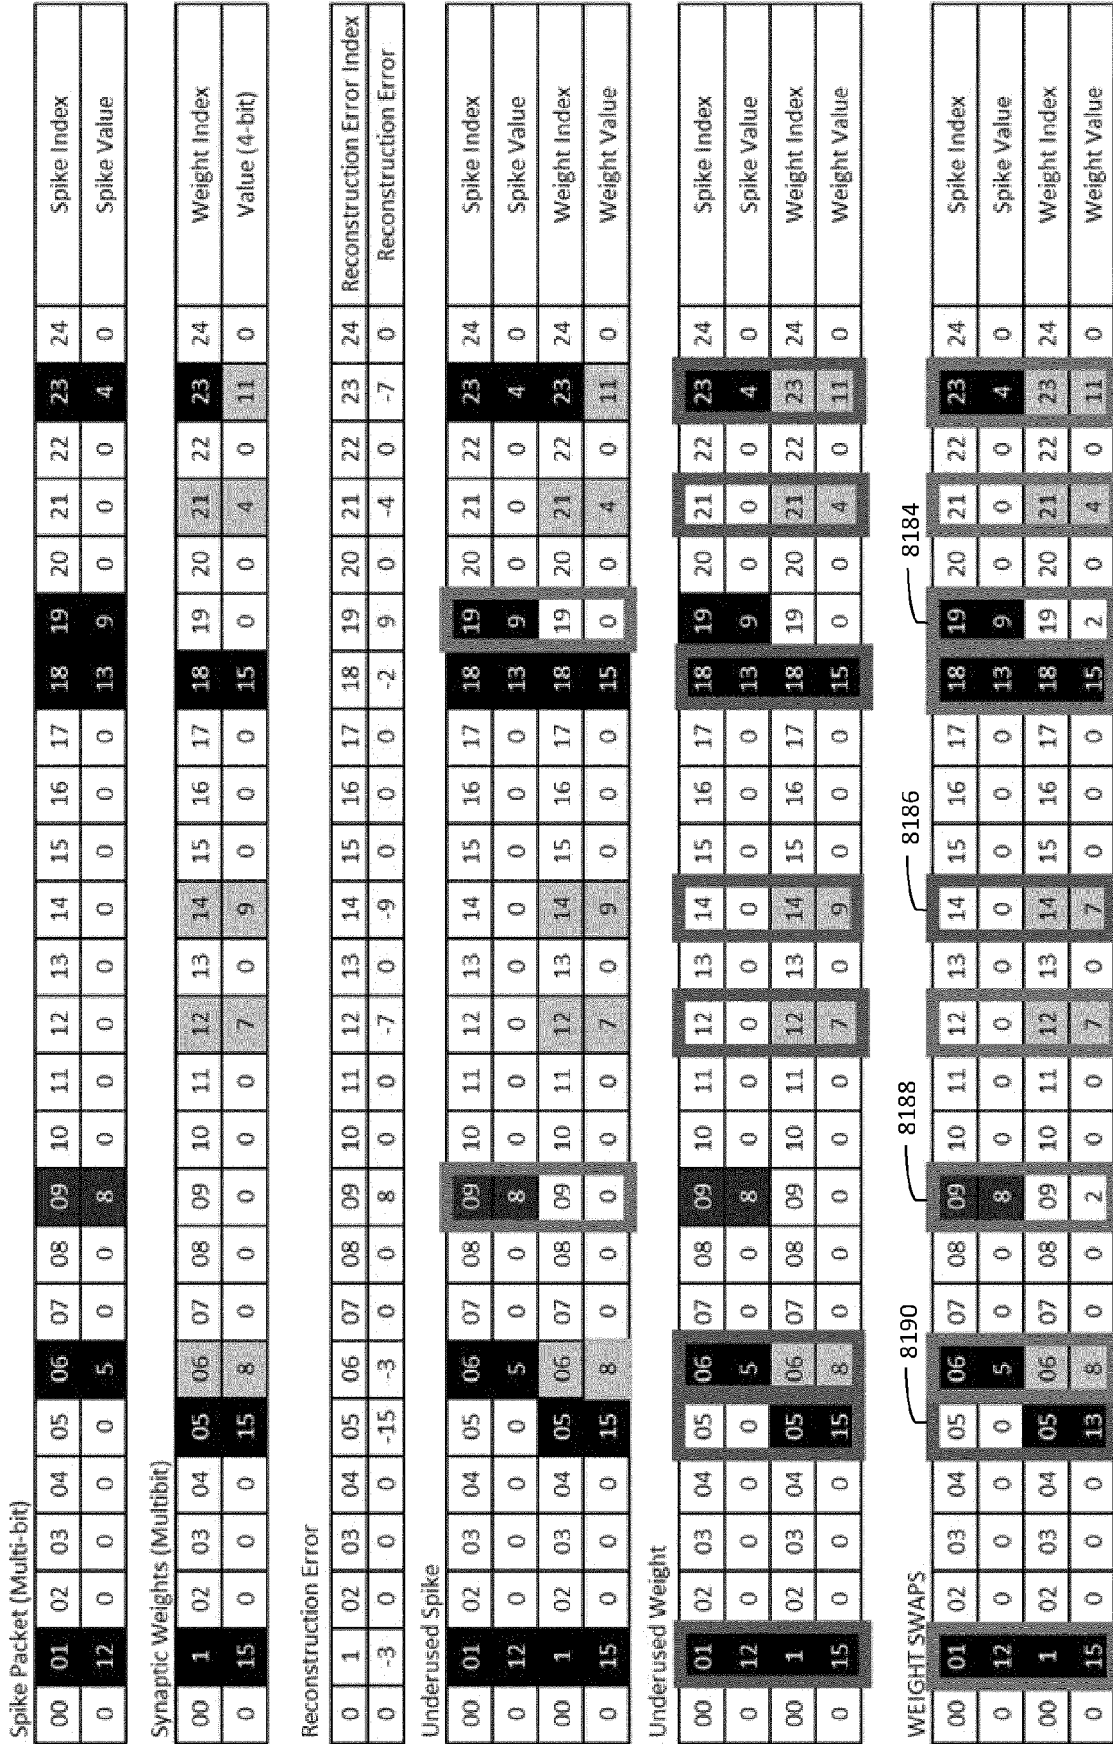 Spike Packet (Multi-bit)
00 01 02 03 04 05 06 07 08 09 10 11 12 13 14 15 16 17 18 19 20 21 22 23 24 Spike Index
0 12 0 0 0 0 5 0 0 8 0 0 0 0 0 0 0 0 13 9 0 0 0 4 0 Spike Value
Synaptic Weights (Multibit)
00 1 02 03 04 05 06 07 08 09 10 11 12 13 14 15 16 17 18 19 20 21 22 23 24 Weight Index
0 15 0 0 0 15 8 0 0 0 0 0 7 0 9 0 0 0 15 0 0 4 0 11 0 Value (4-bit)
Reconstruction Error
0 1 02 03 04 05 06 07 08 09 10 11 12 13 14 15 16 17 18 19 20 21 22 23 24 Reconstruction Error Index
0 -3 0 0 0 -15 -3 0 0 8 0 0 -7 0 -9 0 0 0 -2 9 0 -4 0 -7 0 Reconstruction Error
Underused Spike
00 01 02 03 04 05 06 07 08 09 10 11 12 13 14 15 16 17 18 19 20 21 22 23 24 Spike Index
0 12 0 0 0 0 5 0 0 8 0 0 0 0 0 0 0 0 13 9 0 0 0 4 0 Spike Value
00 1 02 03 04 05 06 07 08 09 10 11 12 13 14 15 16 17 18 19 20 21 22 23 24 Weight Index
0 15 0 0 0 15 8 0 0 0 0 0 7 0 9 0 0 0 15 0 0 4 0 11 0 Weight Value
Underused Weight
00 01 02 03 04 05 06 07 08 09 10 11 12 13 14 15 16 17 18 19 20 21 22 23 24 Spike Index
0 12 0 0 0 0 5 0 0 8 0 0 0 0 0 0 0 0 13 9 0 0 0 4 0 Spike Value
00 1 02 03 04 05 06 07 08 09 10 11 12 13 14 15 16 17 18 19 20 21 22 23 24 Weight Index
0 15 0 0 0 15 8 0 0 0 0 0 7 0 9 0 0 0 15 0 0 4 0 11 0 Weight Value
WEIGHT SWAPS
8190 8188 8186 8184
00 01 02 03 04 05 06 07 08 09 10 11 12 13 14 15 16 17 18 19 20 21 22 23 24 Spike Index
0 12 0 0 0 0 5 0 0 8 0 0 0 0 0 0 0 0 13 9 0 0 0 4 0 Spike Value
00 1 02 03 04 05 06 07 08 09 10 11 12 13 14 15 16 17 18 19 20 21 22 23 24 Weight Index
0 15 0 0 0 13 8 0 0 2 0 0 7 0 7 0 0 0 15 2 0 4 0 11 0 Weight Value